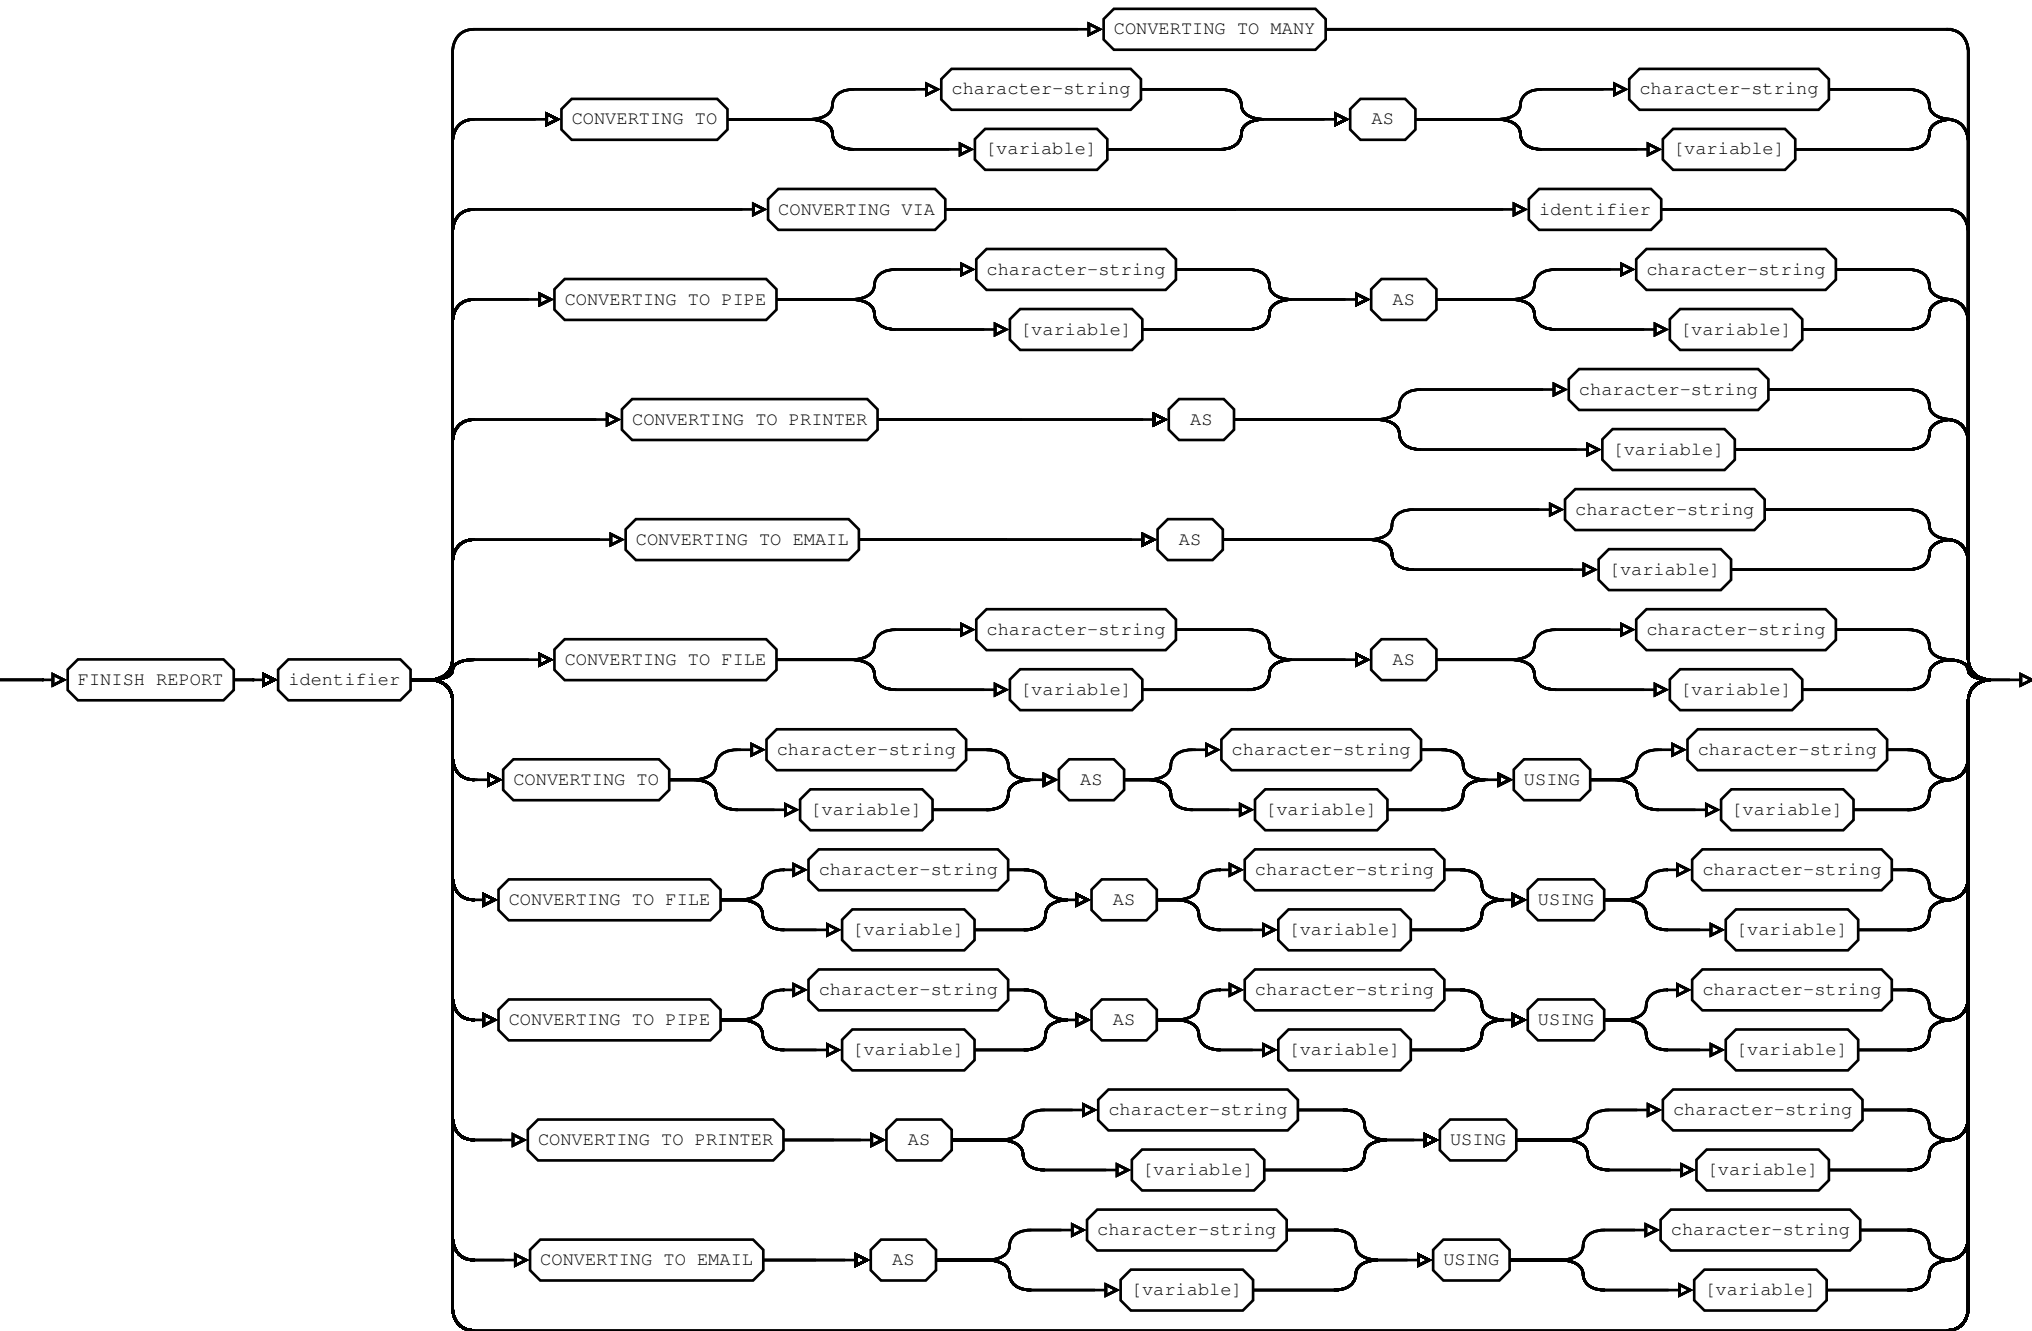 CONVERTING TO MANY
character-string character-string
CONVERTING TO AS
[variable] [variable]
CONVERTING VIA identifier
character-string character-string
CONVERTING TO PIPE AS
[variable] [variable]
character-string
CONVERTING TO PRINTER AS
[variable]
character-string
CONVERTING TO EMAIL AS
[variable]
character-string character-string
CONVERTING TO FILE AS
FINISH REPORT identifier
[variable] [variable]
character-string character-string character-string
CONVERTING TO AS USING
[variable] [variable] [variable]
character-string character-string character-string
CONVERTING TO FILE AS USING
[variable] [variable] [variable]
character-string character-string character-string
CONVERTING TO PIPE AS USING
[variable] [variable] [variable]
character-string character-string
CONVERTING TO PRINTER AS USING
[variable] [variable]
character-string character-string
CONVERTING TO EMAIL AS USING
[variable] [variable]